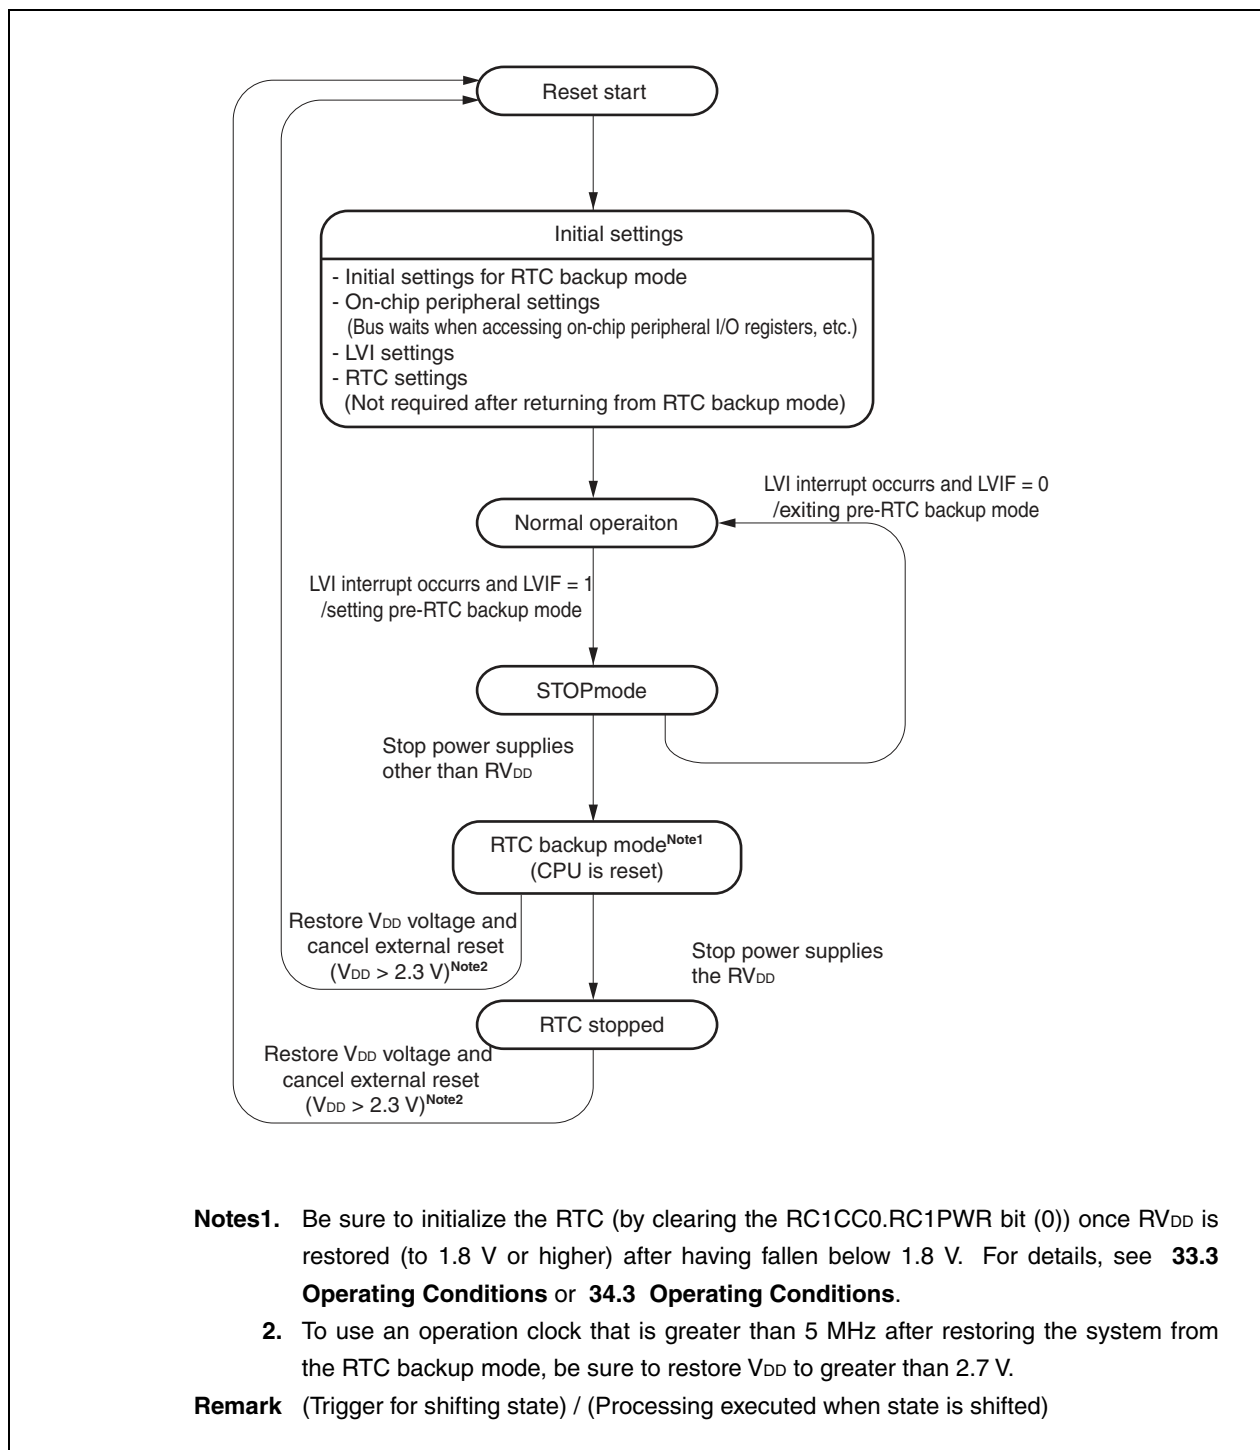 Reset start
Initial settings
- Initial settings for RTC backup mode
- On-chip peripheral settings
(Bus waits when accessing on-chip peripheral I/O registers, etc.)
- LVI settings
- RTC settings
(Not required after returning from RTC backup mode)
LVI interrupt occurrs and LVIF = 0
/exiting pre-RTC backup mode
Normal operaiton
LVI interrupt occurrs and LVIF = 1
/setting pre-RTC backup mode
STOPmode
Stop power supplies
other than RVDD
RTC backup modeNote1
(CPU is reset)
Restore VDD voltage and
cancel external reset
(VDD > 2.3 V)Note2
Stop power supplies
the RVDD
RTC stopped
Restore VDD voltage and
cancel external reset
(VDD > 2.3 V)Note2
Notes1. Be sure to initialize the RTC (by clearing the RC1CC0.RC1PWR bit (0)) once RVDD is
restored (to 1.8 V or higher) after having fallen below 1.8 V. For details, see 33.3
Operating Conditions or 34.3 Operating Conditions.
2. To use an operation clock that is greater than 5 MHz after restoring the system from
the RTC backup mode, be sure to restore VDD to greater than 2.7 V.
Remark (Trigger for shifting state) / (Processing executed when state is shifted)